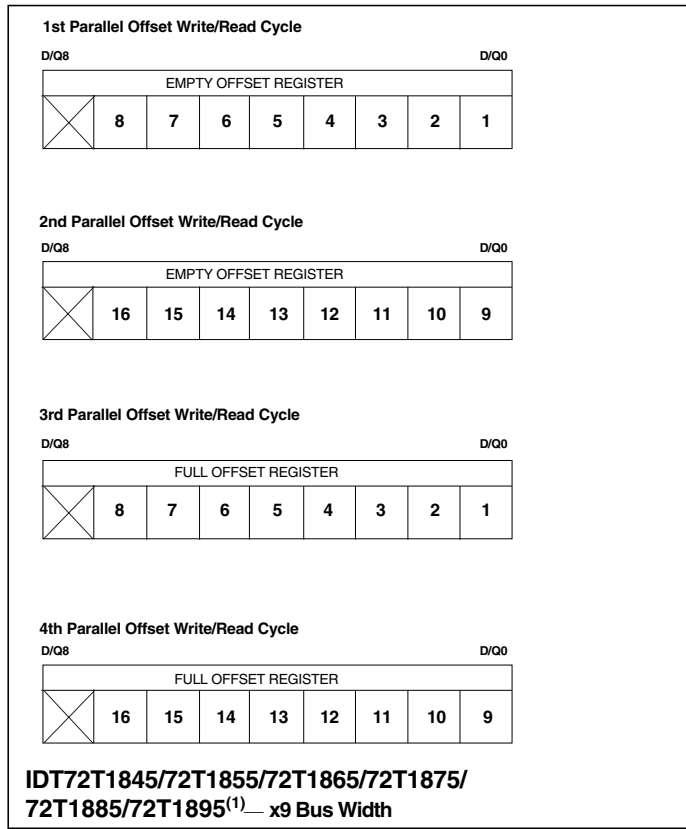 1st Parallel Offset Write/Read Cycle
D/Q8 D/Q0
EMPTY OFFSET REGISTER
8 7 6 5 4 3 2 1
2nd Parallel Offset Write/Read Cycle
D/Q8 D/Q0
EMPTY OFFSET REGISTER
16 15 14 13 12 11 10 9
3rd Parallel Offset Write/Read Cycle
D/Q8 D/Q0
FULL OFFSET REGISTER
8 7 6 5 4 3 2 1
4th Parallel Offset Write/Read Cycle
D/Q8 D/Q0
FULL OFFSET REGISTER
16 15 14 13 12 11 10 9
IDT72T1845/72T1855/72T1865/72T1875/
72T1885/72T1895(1)— x9 Bus Width